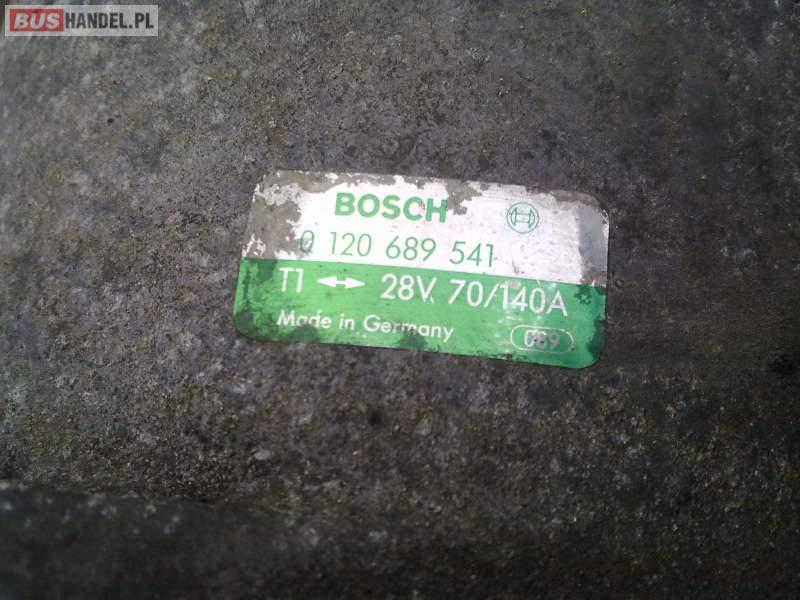 BUSHANDEL.PL
BOSCH
0 120 689 541
T1 ↔ 28V 70/140A
Made in Germany 089